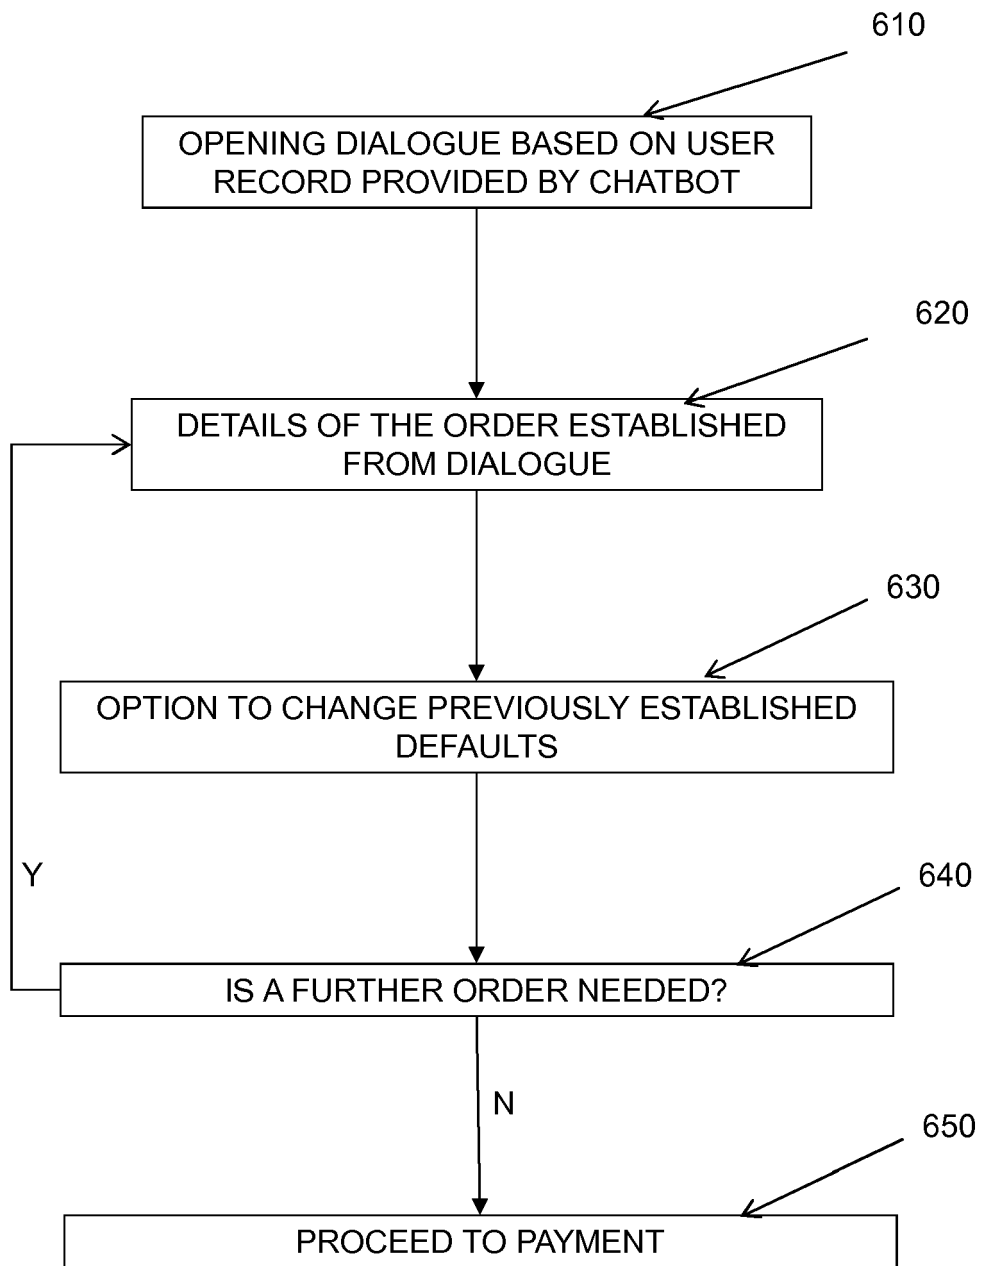 610
OPENING DIALOGUE BASED ON USER
RECORD PROVIDED BY CHATBOT
620
DETAILS OF THE ORDER ESTABLISHED
FROM DIALOGUE
630
OPTION TO CHANGE PREVIOUSLY ESTABLISHED
DEFAULTS
Y
640
IS A FURTHER ORDER NEEDED?
N
650
PROCEED TO PAYMENT